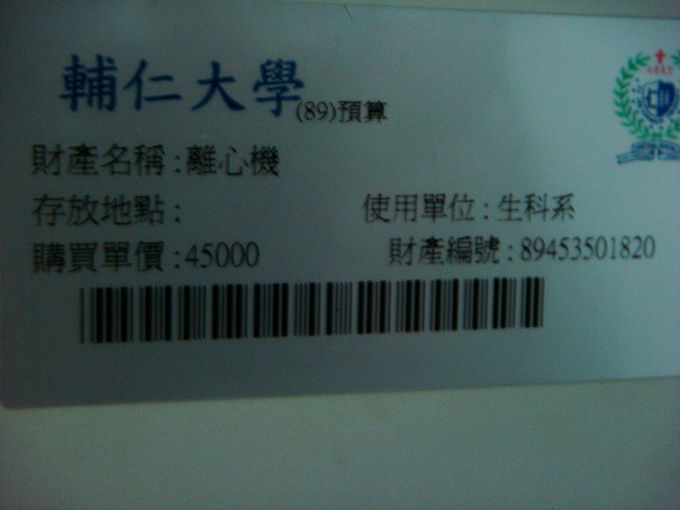 輔仁大學(89)預算
財產名稱:離心機
存放地點: 使用單位:生科系
購買單價:45000 財產編號:89453501820